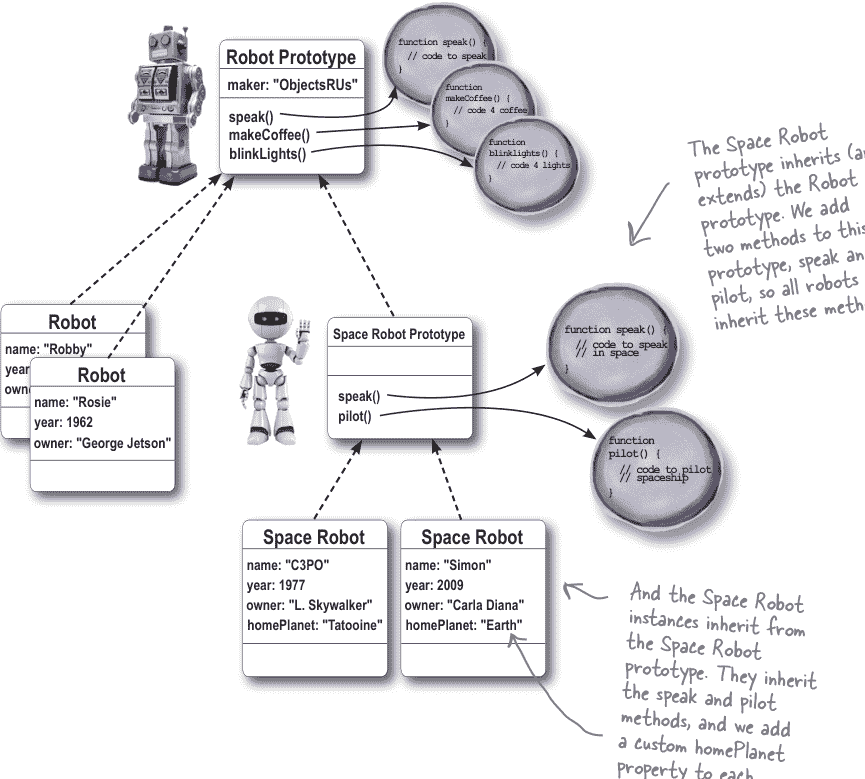 Robot Prototype
maker: "ObjectsRUs"
speak()
makeCoffee()
blinkLights()
function speak() {
// code to speak
}
function
makeCoffee() {
// code 4 coffee
}
function
blinklights() {
// code 4 lights
}
The Space Robot
prototype inherits
extends) the Robot
prototype. We add
two methods to this
prototype, speak
pilot, so all robots
inherit these
Robot
name: "Robby"
year
Robot
name: "Rosie"
year: 1962
owner: "George Jetson"
Space Robot Prototype
speak()
pilot()
function speak() {
// code to speak
// in space
}
function
pilot() {
// code to pilot
// spaceship
}
Space Robot
name: "C3PO"
year: 1977
owner: "L. Skywalker"
homePlanet: "Tatooine"
Space Robot
name: "Simon"
year: 2009
owner: "Carla Diana"
homePlanet: "Earth"
And the Space Robot
instances inherit from
the Space Robot
prototype. They inherit
the speak and pilot
methods, and we add
a custom homePlanet
property to each